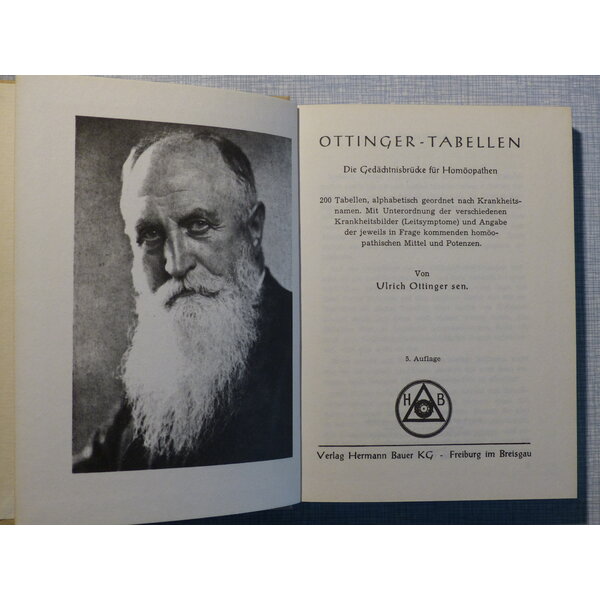 OTTINGER-TABELLEN
Die Gedächtnisbrücke für Homöopathen
200 Tabellen, alphabetisch geordnet nach Krankheits-
namen. Mit Unterordnung der verschiedenen
Krankheitsbilder (Leitsymptome) und Angabe
der jeweils in Frage kommenden homöo-
pathischen Mittel und Potenzen.
Von
Ulrich Ottinger sen.
5. Auflage
H B
Verlag Hermann Bauer KG - Freiburg im Breisgau